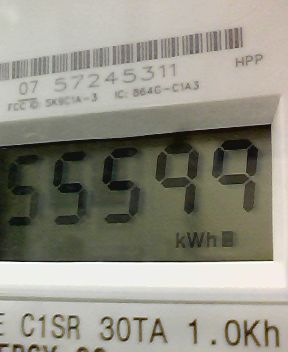 HPP
07 57245311
FCC ID: SK9C1A-3 IC: 864G-C1A3
55599
kWh
E C1SR 30TA 1.0Kh